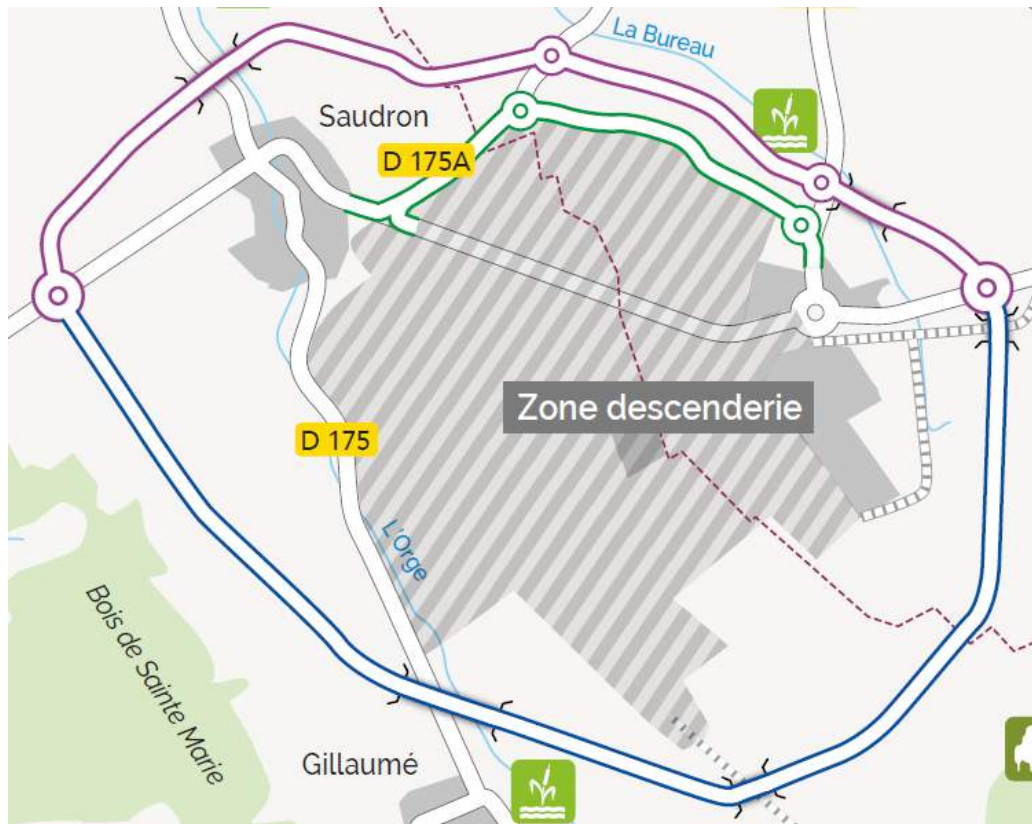 La Bureau
Saudron
D 175A
Zone descenderie
D 175
L'Orge
Bois de Sainte Marie
Gillaumé